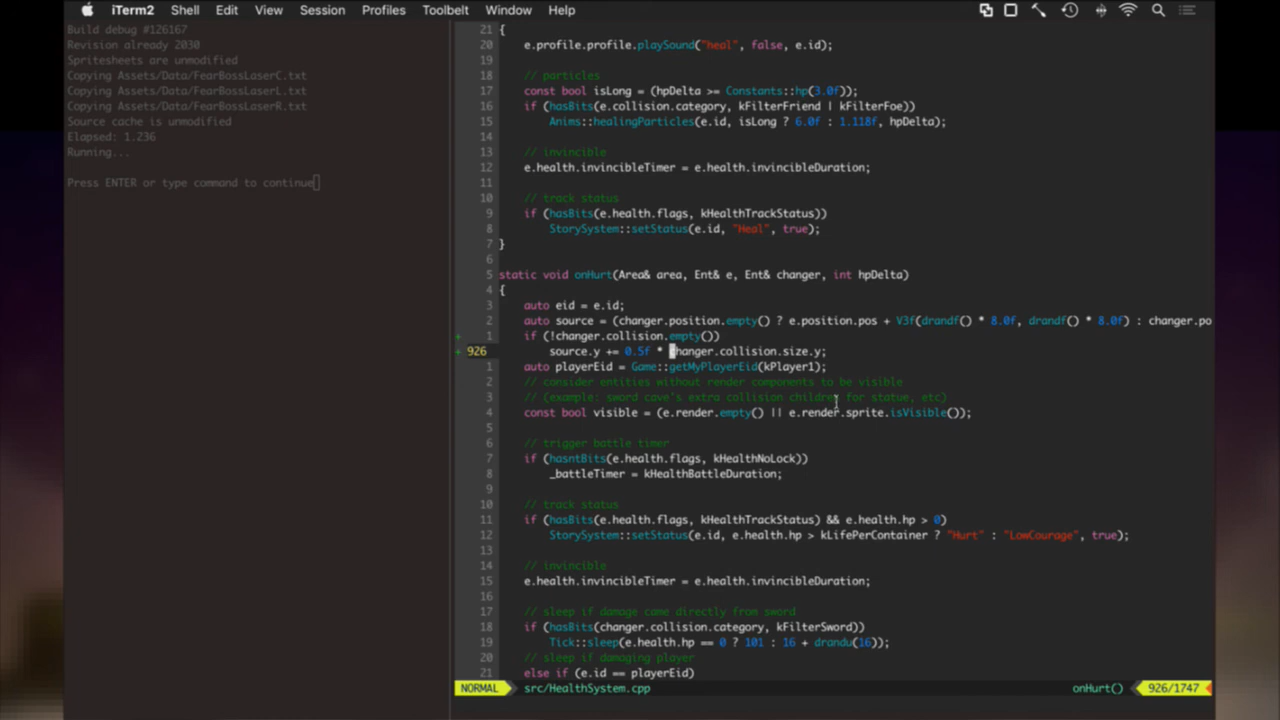 iTerm2 Shell Edit View Session Profiles Toolbelt Window Help
Build debug #126167
Revision already 2030
Spritesheets are unmodified
Copying Assets/Data/FearBossLaserC.txt
Copying Assets/Data/FearBossLaserL.txt
Copying Assets/Data/FearBossLaserR.txt
Source cache is unmodified
Elapsed: 1.236
Running...
Press ENTER or type command to continue
21 {
20 e.profile.profile.playSound("heal", false, e.id);
19
18 // particles
17 const bool isLong = (hpDelta >= Constants::hp(3.0f));
16 if (hasBits(e.collision.category, kFilterFriend | kFilterFoe))
15 Anims::healingParticles(e.id, isLong ? 6.0f : 1.118f, hpDelta);
14
13 // invincible
12 e.health.invincibleTimer = e.health.invincibleDuration;
11
10 // track status
9 if (hasBits(e.health.flags, kHealthTrackStatus))
8 StorySystem::setStatus(e.id, "Heal", true);
7 }
6
5 static void onHurt(Area& area, Ent& e, Ent& changer, int hpDelta)
4 {
3 auto eid = e.id;
2 auto source = (changer.position.empty() ? e.position.pos + V3f(drandf() * 8.0f, drandf() * 8.0f) : changer.po
+ 1 if (!changer.collision.empty())
+ 926 source.y += 0.5f * changer.collision.size.y;
1 auto playerEid = Game::getMyPlayerEid(kPlayer1);
2 // consider entities without render components to be visible
3 // (example: sword cave's extra collision children for statue, etc)
4 const bool visible = (e.render.empty() || e.render.sprite.isVisible());
5
6 // trigger battle timer
7 if (hasntBits(e.health.flags, kHealthNoLock))
8 _battleTimer = kHealthBattleDuration;
9
10 // track status
11 if (hasBits(e.health.flags, kHealthTrackStatus) && e.health.hp > 0)
12 StorySystem::setStatus(e.id, e.health.hp > kLifePerContainer ? "Hurt" : "LowCourage", true);
13
14 // invincible
15 e.health.invincibleTimer = e.health.invincibleDuration;
16
17 // sleep if damage came directly from sword
18 if (hasBits(changer.collision.category, kFilterSword))
19 Tick::sleep(e.health.hp == 0 ? 101 : 16 + drandu(16));
20 // sleep if damaging player
21 else if (e.id == playerEid)
NORMAL src/HealthSystem.cpp onHurt() 926/1747